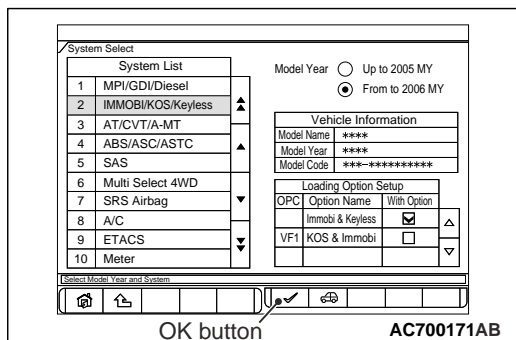 System Select
System List
1 MPI/GDI/Diesel
2 IMMOBI/KOS/Keyless
3 AT/CVT/A-MT
4 ABS/ASC/ASTC
5 SAS
6 Multi Select 4WD
7 SRS Airbag
8 A/C
9 ETACS
10 Meter
Model Year Up to 2005 MY
From to 2006 MY
Vehicle Information
Model Name ****
Model Year ****
Model Code ***-**********
Loading Option Setup
OPC Option Name With Option
Immobi & Keyless
VF1 KOS & Immobi
Select Model Year and System
OK button
AC700171AB